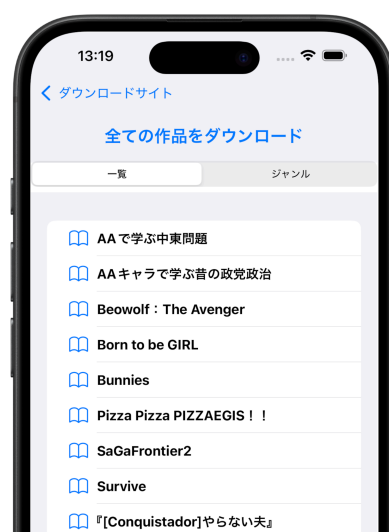 13:19
ダウンロードサイト
全ての作品をダウンロード
一覧 ジャンル
AAで学ぶ中東問題
AAキャラで学ぶ昔の政党政治
Beowolf：The Avenger
Born to be GIRL
Bunnies
Pizza Pizza PIZZAEGIS！！
SaGaFrontier2
Survive
『[Conquistador]やらない夫』